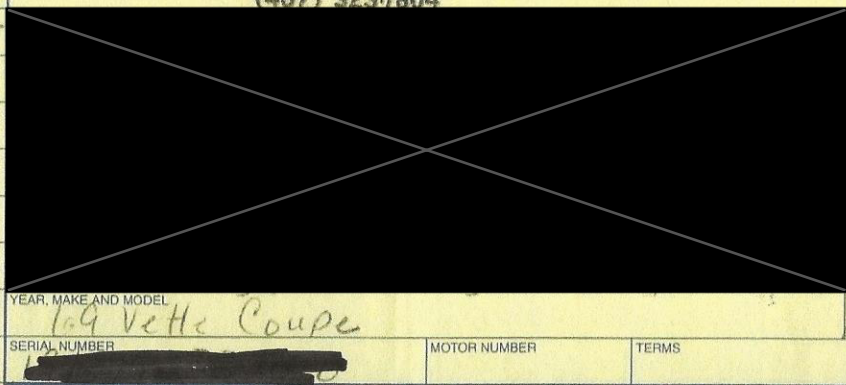 YEAR, MAKE AND MODEL
69 Vette Coupe
SERIAL NUMBER
MOTOR NUMBER
TERMS